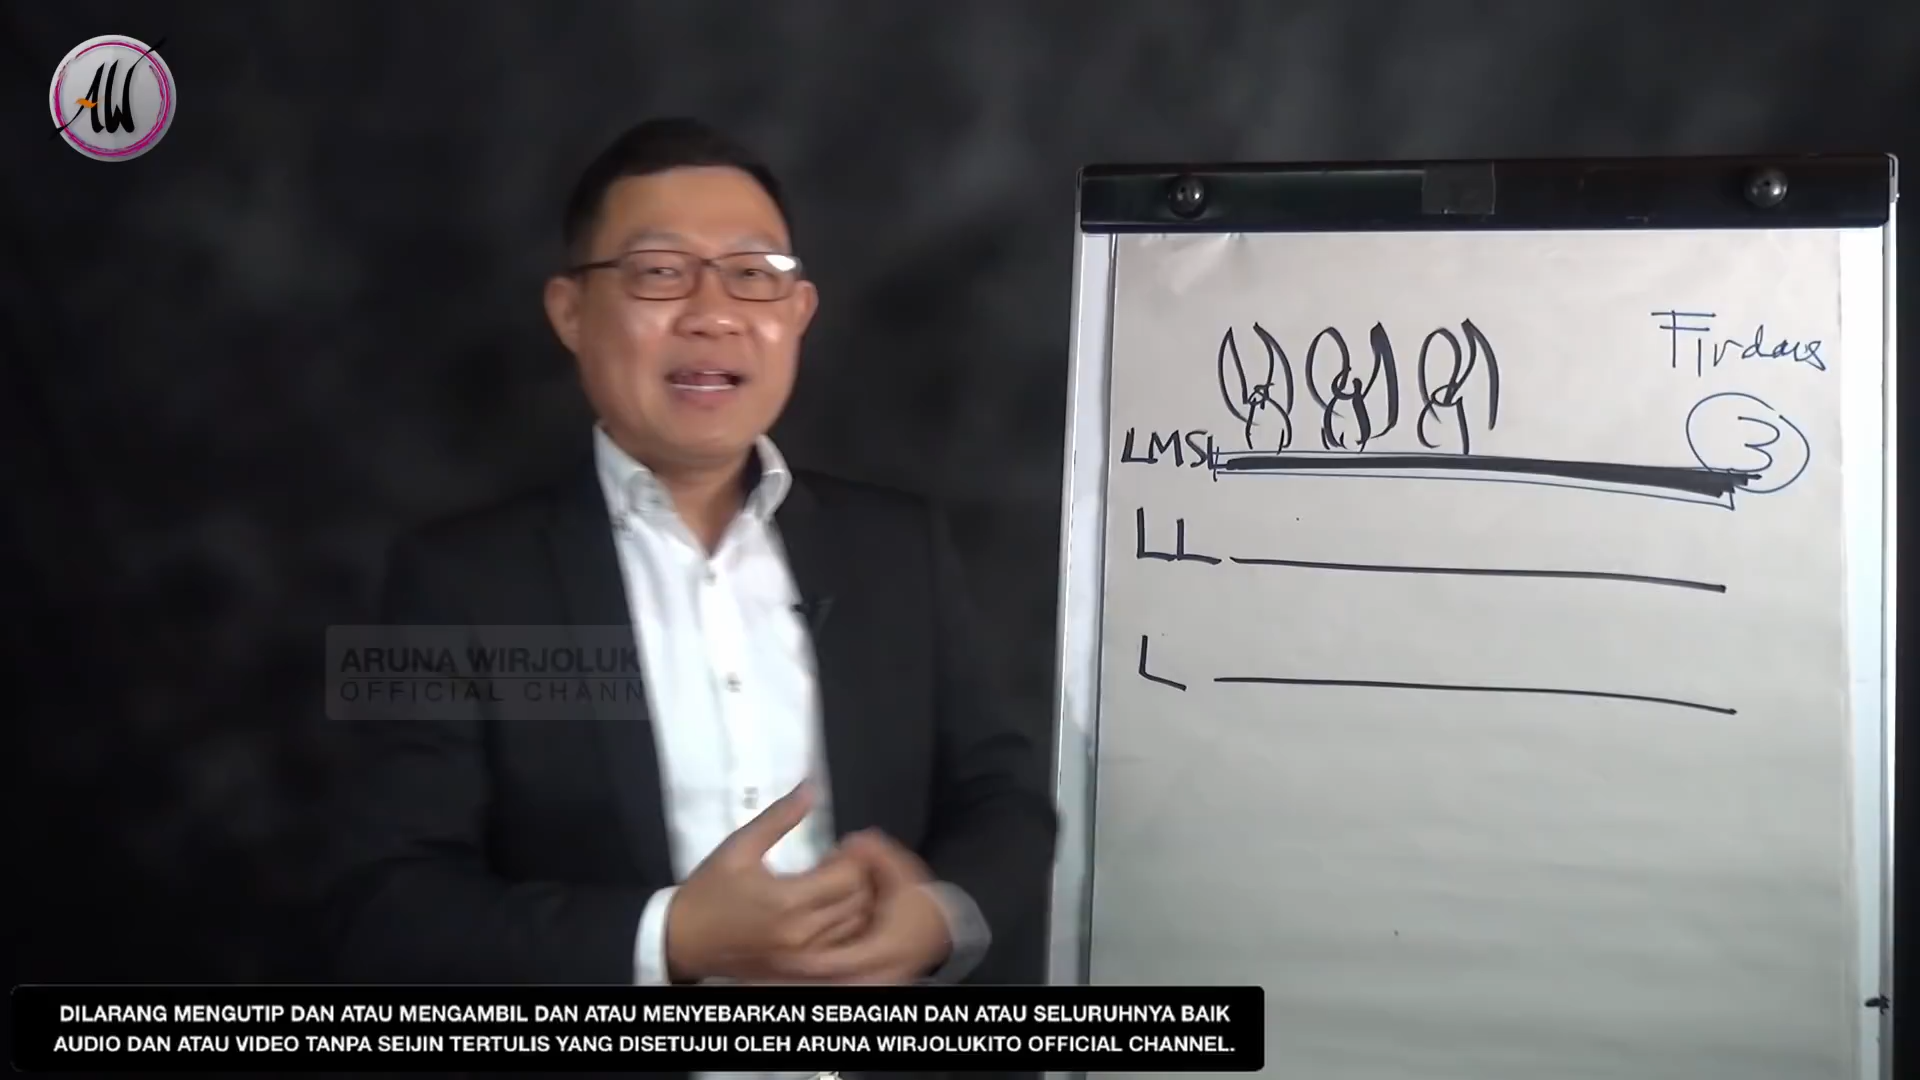 AW
Firdaus
3
LMSL
LL
L
ARUNA WIRJOLUK
OFFICIAL CHANN
DILARANG MENGUTIP DAN ATAU MENGAMBIL DAN ATAU MENYEBARKAN SEBAGIAN DAN ATAU SELURUHNYA BAIK
AUDIO DAN ATAU VIDEO TANPA SEIJIN TERTULIS YANG DISETUJUI OLEH ARUNA WIRJOLUKITO OFFICIAL CHANNEL.